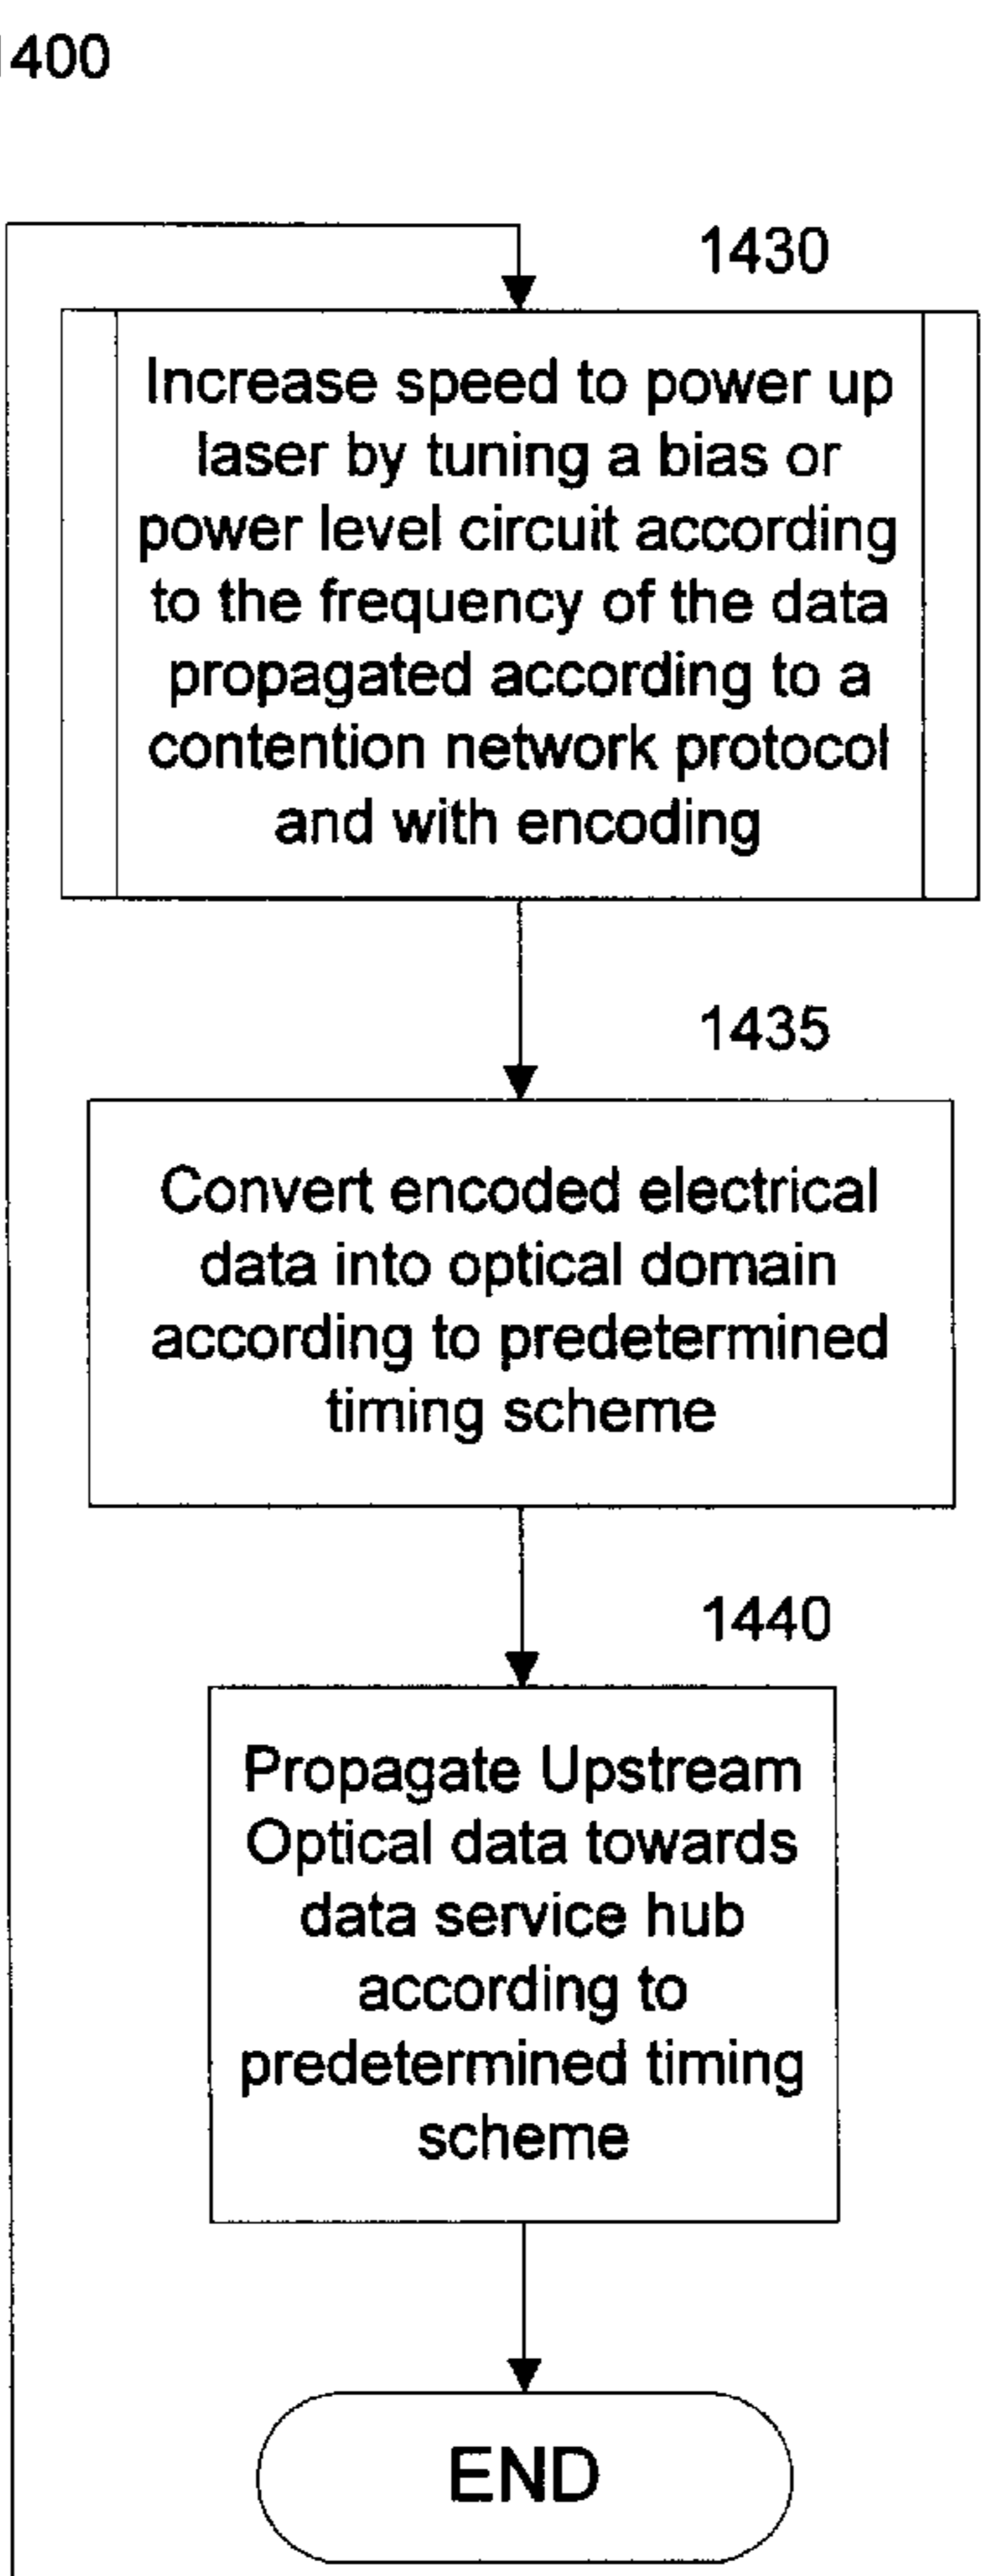 1400
1430
Increase speed to power up
laser by tuning a bias or
power level circuit according
to the frequency of the data
propagated according to a
contention network protocol
and with encoding
1435
Convert encoded electrical
data into optical domain
according to predetermined
timing scheme
1440
Propagate Upstream
Optical data towards
data service hub
according to
predetermined timing
scheme
END